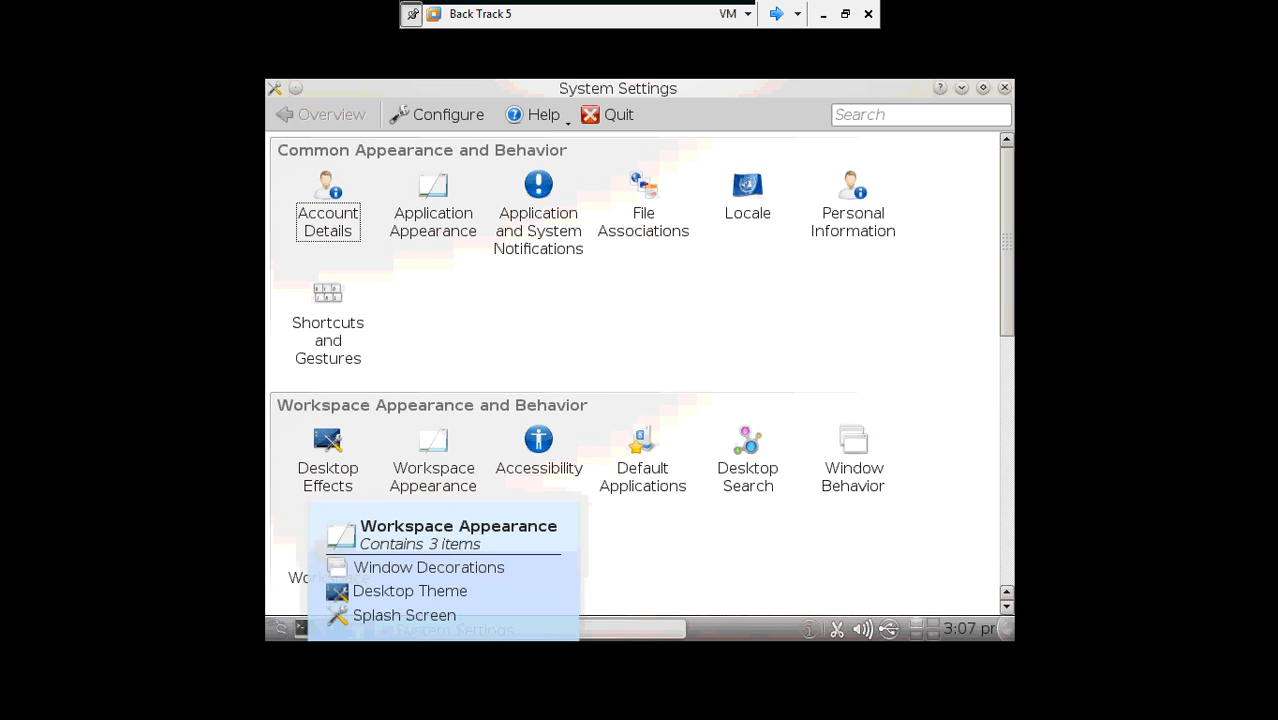 Back Track 5 VM
System Settings
Overview Configure Help Quit Search
Common Appearance and Behavior
Account Details
Application Appearance
Application and System Notifications
File Associations
Locale
Personal Information
Shortcuts and Gestures
Workspace Appearance and Behavior
Desktop Effects
Workspace Appearance
Accessibility
Default Applications
Desktop Search
Window Behavior
Workspace Appearance
Contains 3 items
Window Decorations
Desktop Theme
Splash Screen
System Settings
3:07 pr